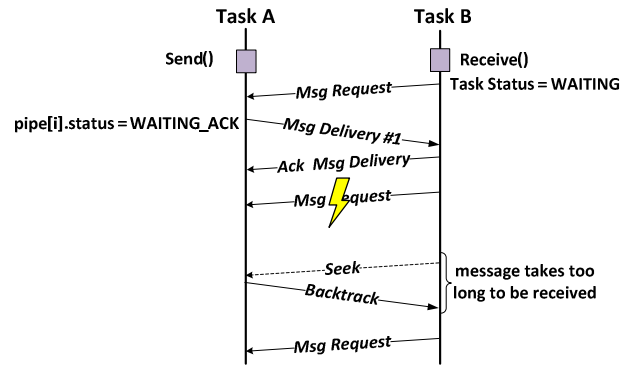 Task A
Task B
Send()
Receive()
Msg Request
Task Status = WAITING
pipe[i].status = WAITING_ACK
Msg Delivery #1
Ack Msg Delivery
Msg equest
Seek
message takes too
long to be received
Backtrack
Msg Request